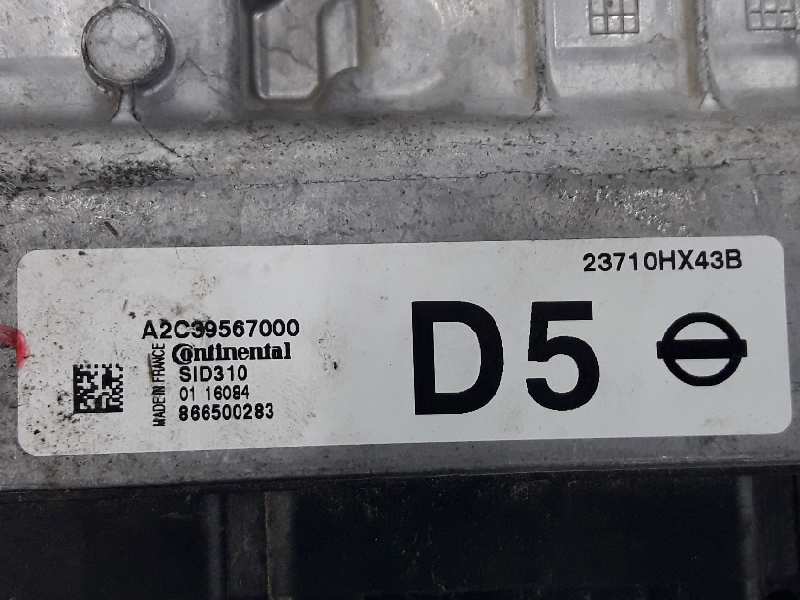 23710HX43B
A2C39567000
Continental
SID310
01 16084
866500283
MADE IN FRANCE
D5